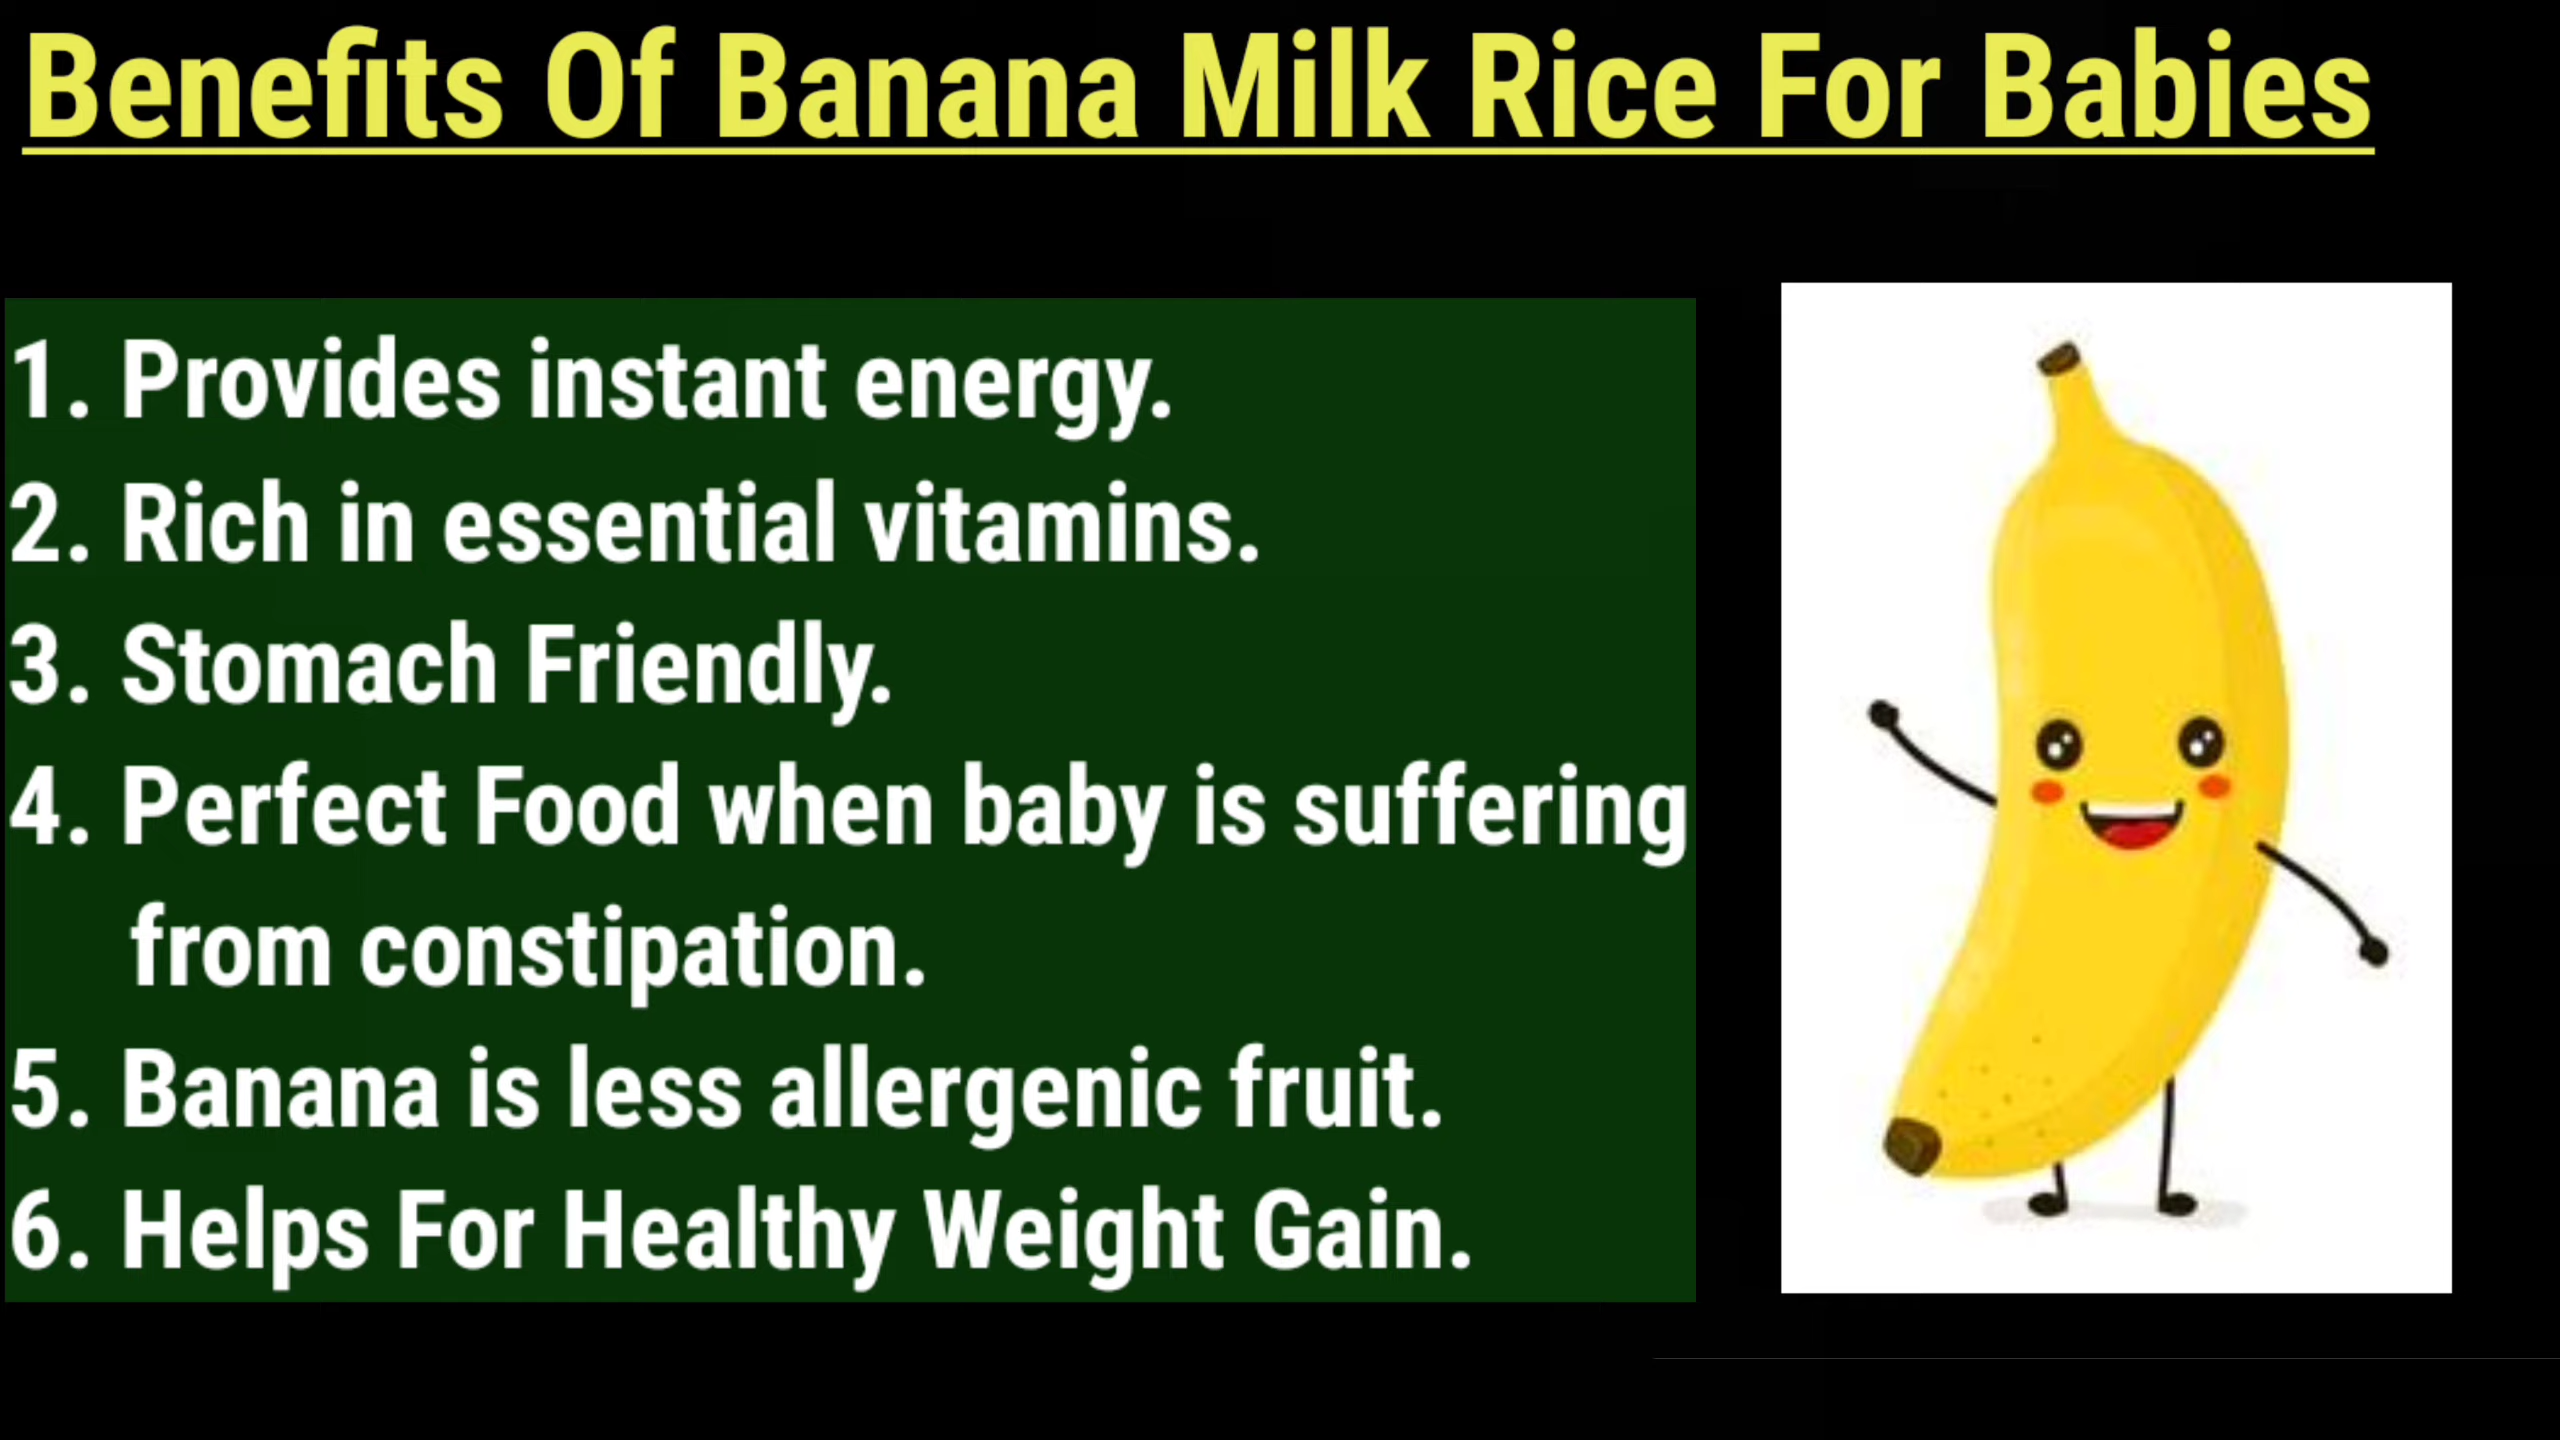 Benefits Of Banana Milk Rice For Babies
1. Provides instant energy.
2. Rich in essential vitamins.
3. Stomach Friendly.
4. Perfect Food when baby is suffering
from constipation.
5. Banana is less allergenic fruit.
6. Helps For Healthy Weight Gain.